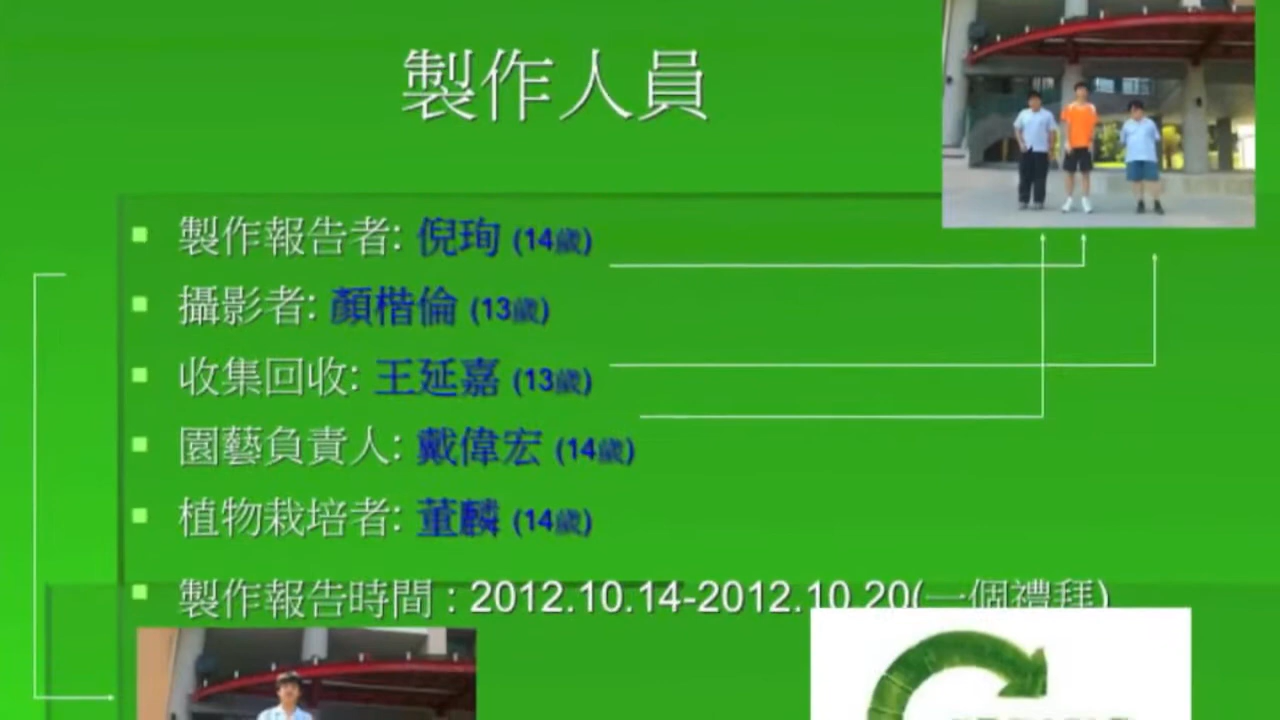 製作人員
製作報告者: 倪珣 (14歲)
攝影者: 顏楷倫 (13歲)
收集回收: 王延嘉 (13歲)
園藝負責人: 戴偉宏 (14歲)
植物栽培者: 董麟 (14歲)
製作報告時間 : 2012.10.14-2012.10.20(一個禮拜)